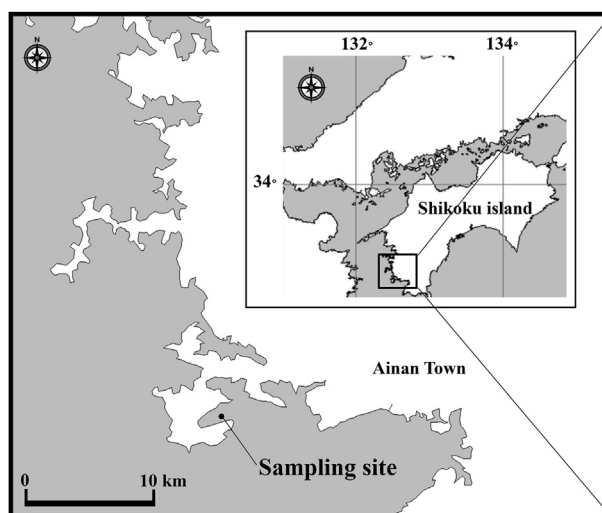 N
132°
134°
N
34°
Shikoku island
Ainan Town
Sampling site
0
10 km